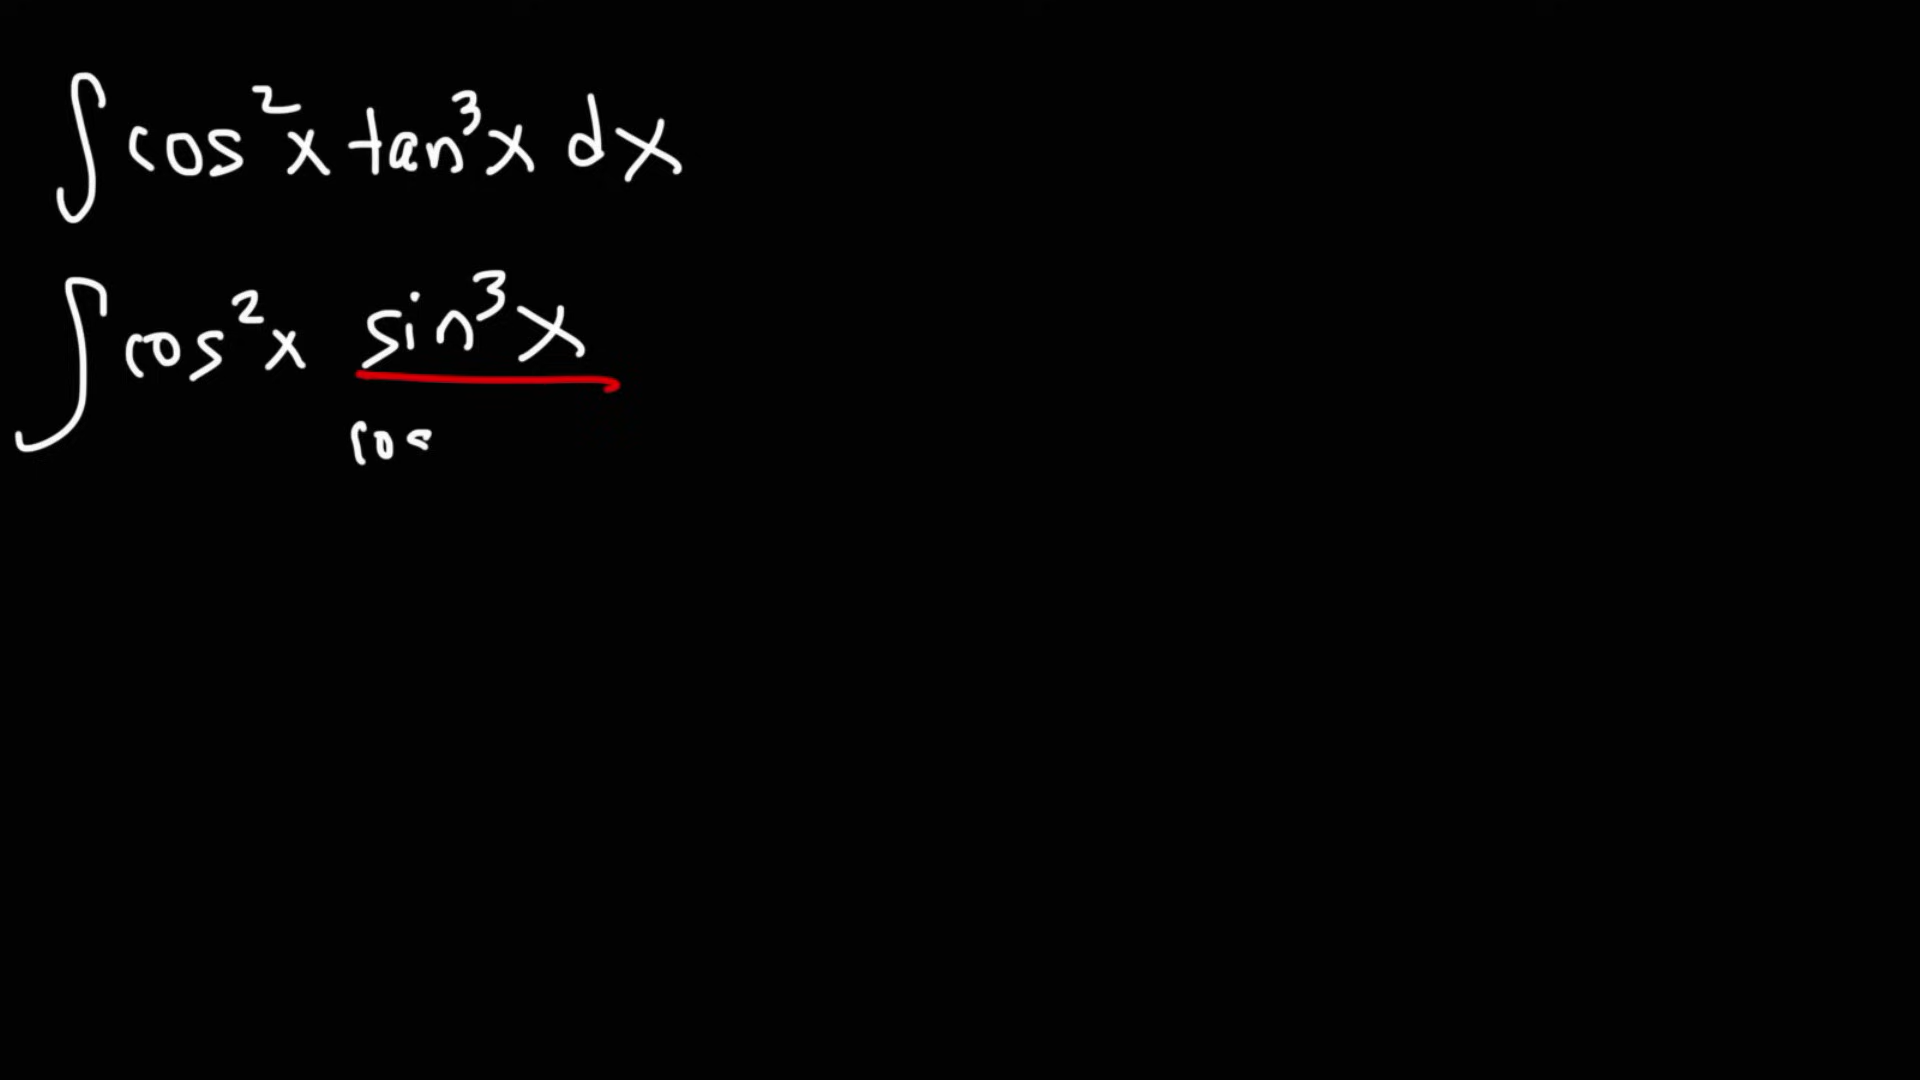 ∫ cos²x tan³x dx
∫ cos²x sin³x
cos